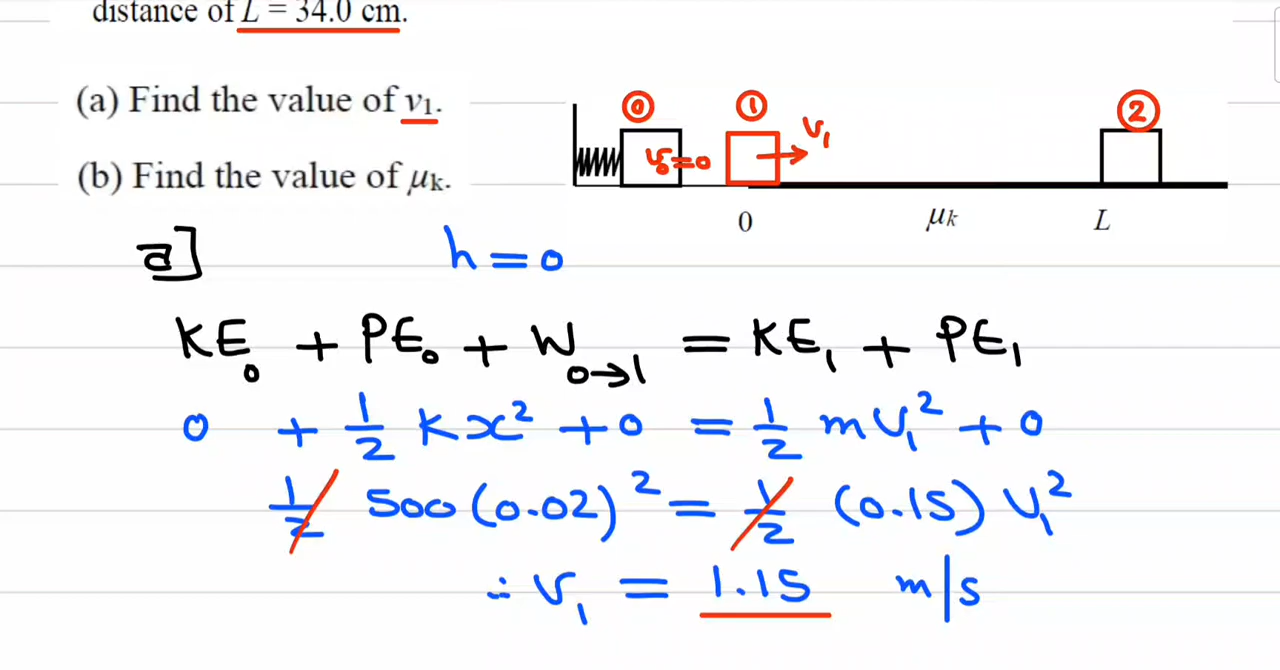 distance of L = 34.0 cm.
(a) Find the value of v₁.
(b) Find the value of μk.
⓪ ① ②
v₀=0 v₁
0 μk L
a]
h=0
KE₀ + PE₀ + W₀→₁ = KE₁ + PE₁
0 + 1/2 kx² + 0 = 1/2 mv₁² + 0
1/2 500(0.02)² = 1/2 (0.15) v₁²
∴ v₁ = 1.15 m/s